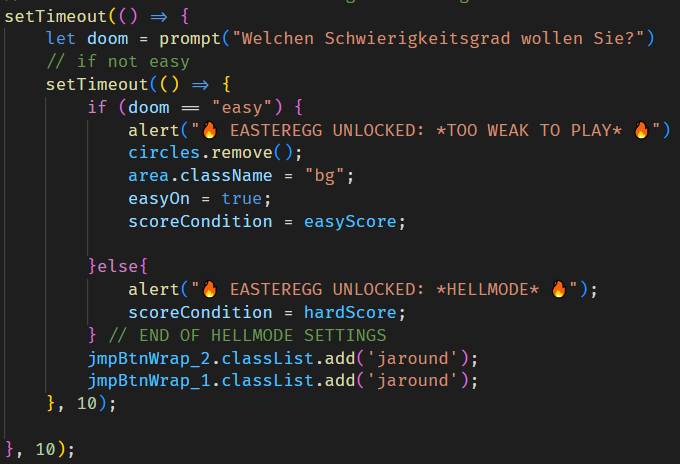 setTimeout(() => {
    let doom = prompt("Welchen Schwierigkeitsgrad wollen Sie?")
    // if not easy
    setTimeout(() => {
        if (doom == "easy") {
            alert("🔥 EASTEREGG UNLOCKED: *TOO WEAK TO PLAY* 🔥")
            circles.remove();
            area.className = "bg";
            easyOn = true;
            scoreCondition = easyScore;

        }else{
            alert("🔥 EASTEREGG UNLOCKED: *HELLMODE* 🔥");
            scoreCondition = hardScore;
        } // END OF HELLMODE SETTINGS
        jmpBtnWrap_2.classList.add('jaround');
        jmpBtnWrap_1.classList.add('jaround');
    }, 10);

}, 10);